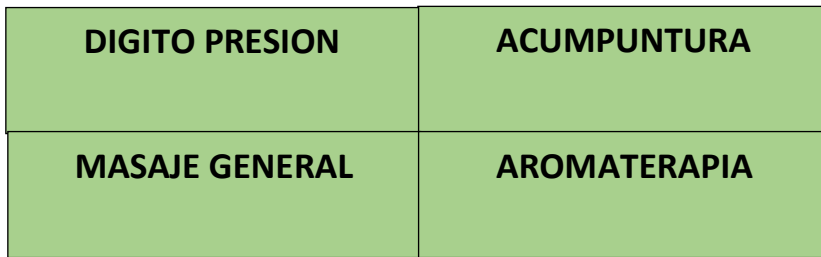 DIGITO PRESION
ACUMPUNTURA
MASAJE GENERAL
AROMATERAPIA